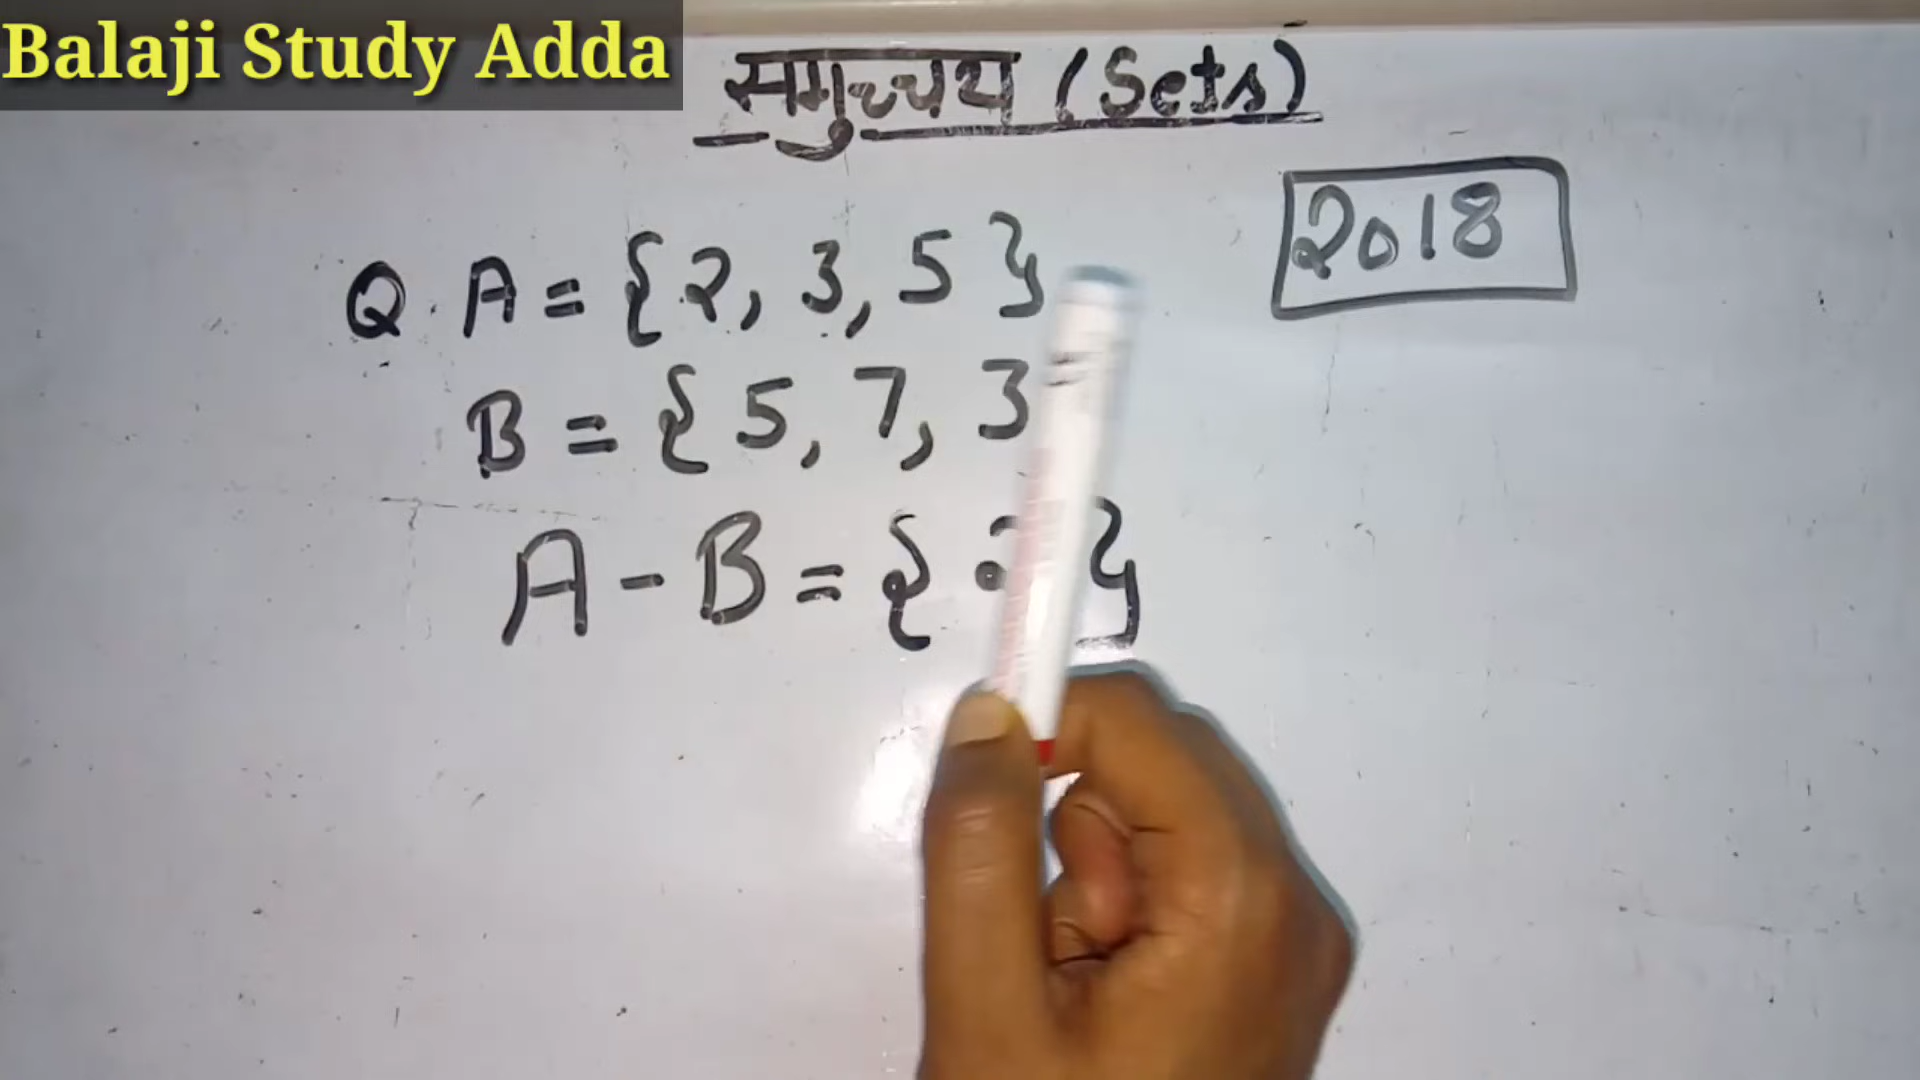 Balaji Study Adda
समुच्चय (Sets)
2018
Q. A = {2, 3, 5}
B = {5, 7, 3
A - B = { }